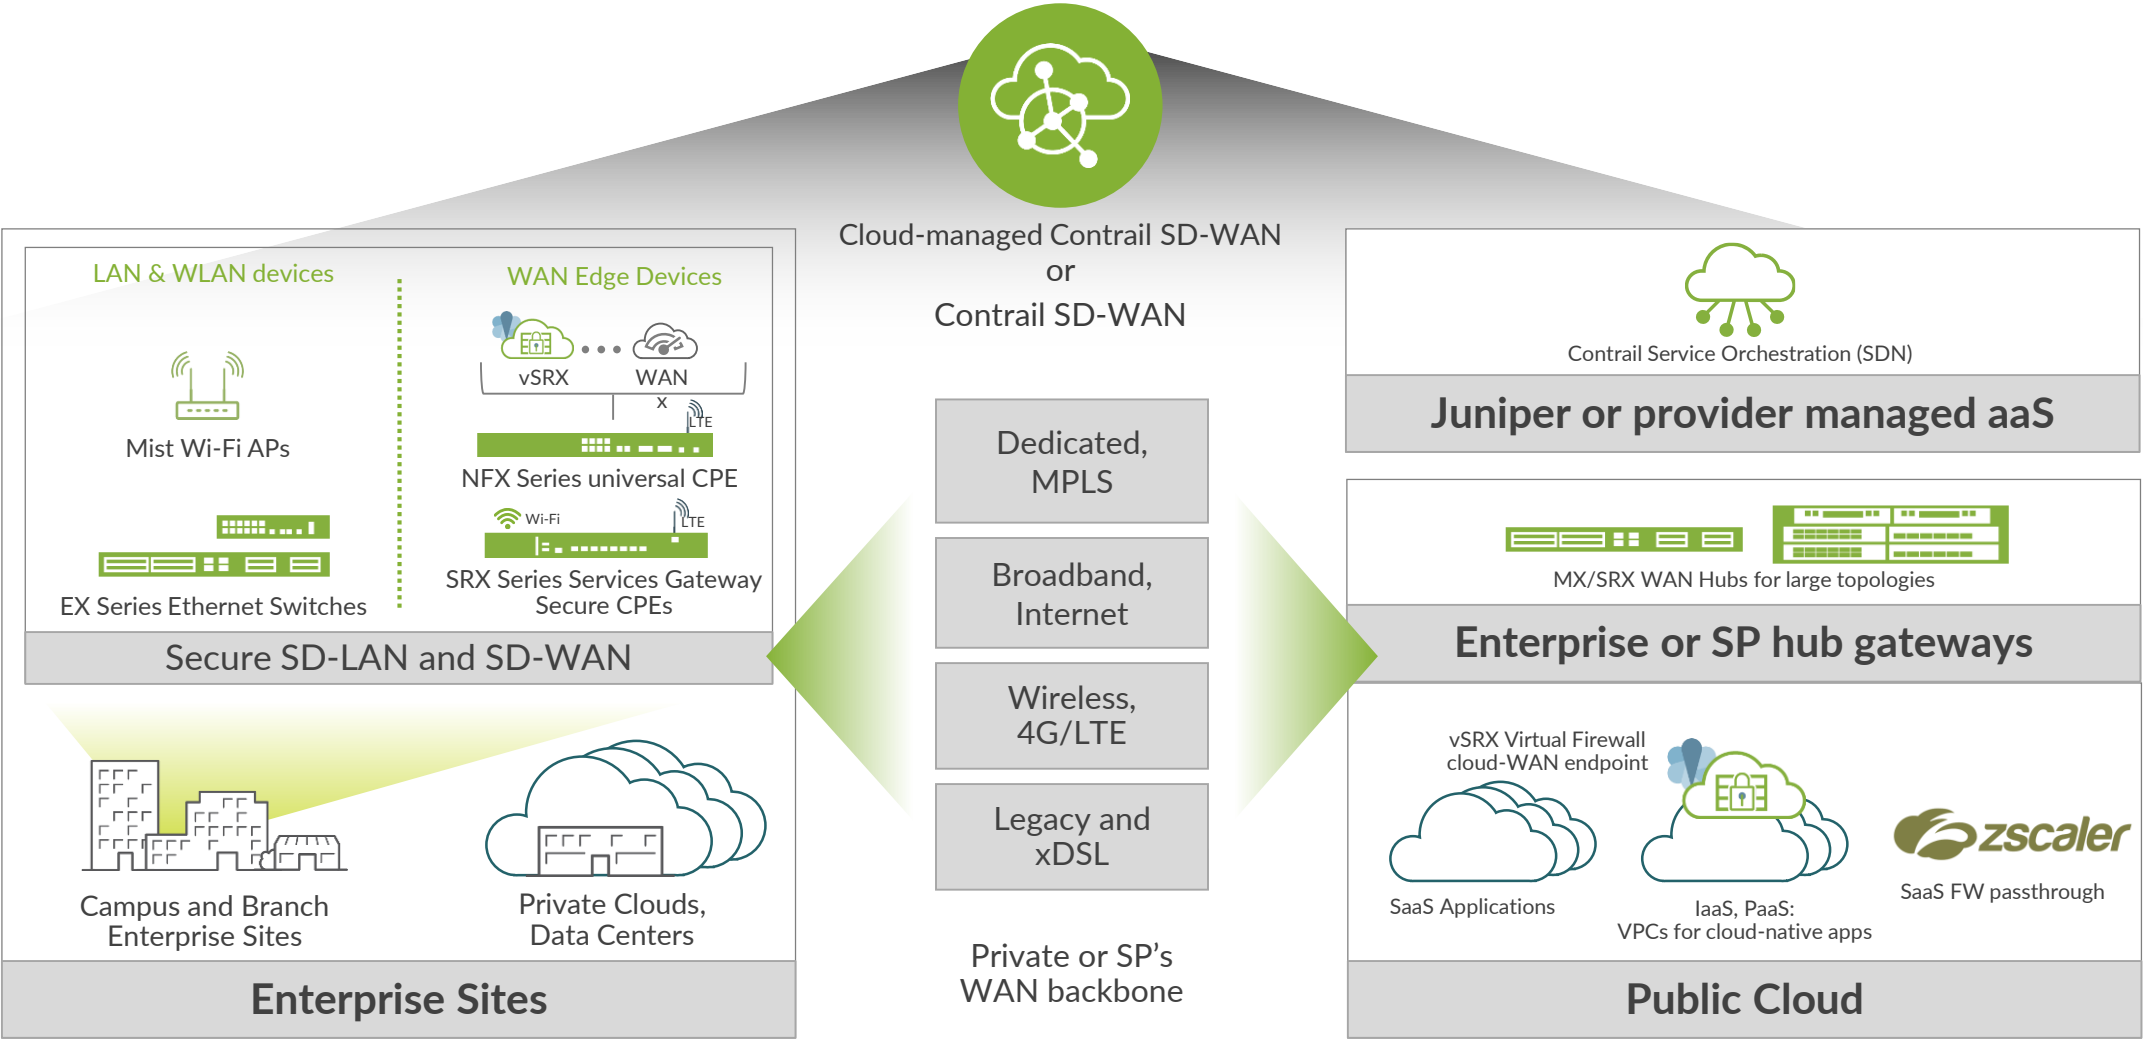 Cloud-managed Contrail SD-WAN
or
Contrail SD-WAN
LAN & WLAN devices
Mist Wi-Fi APs
EX Series Ethernet Switches
WAN Edge Devices
vSRX
WAN
x
LTE
NFX Series universal CPE
Wi-Fi
LTE
SRX Series Services Gateway
Secure CPEs
Secure SD-LAN and SD-WAN
Campus and Branch
Enterprise Sites
Private Clouds,
Data Centers
Enterprise Sites
Dedicated,
MPLS
Broadband,
Internet
Wireless,
4G/LTE
Legacy and
xDSL
Private or SP’s
WAN backbone
Contrail Service Orchestration (SDN)
Juniper or provider managed aaS
MX/SRX WAN Hubs for large topologies
Enterprise or SP hub gateways
vSRX Virtual Firewall
cloud-WAN endpoint
SaaS Applications
IaaS, PaaS:
VPCs for cloud-native apps
zscaler
SaaS FW passthrough
Public Cloud